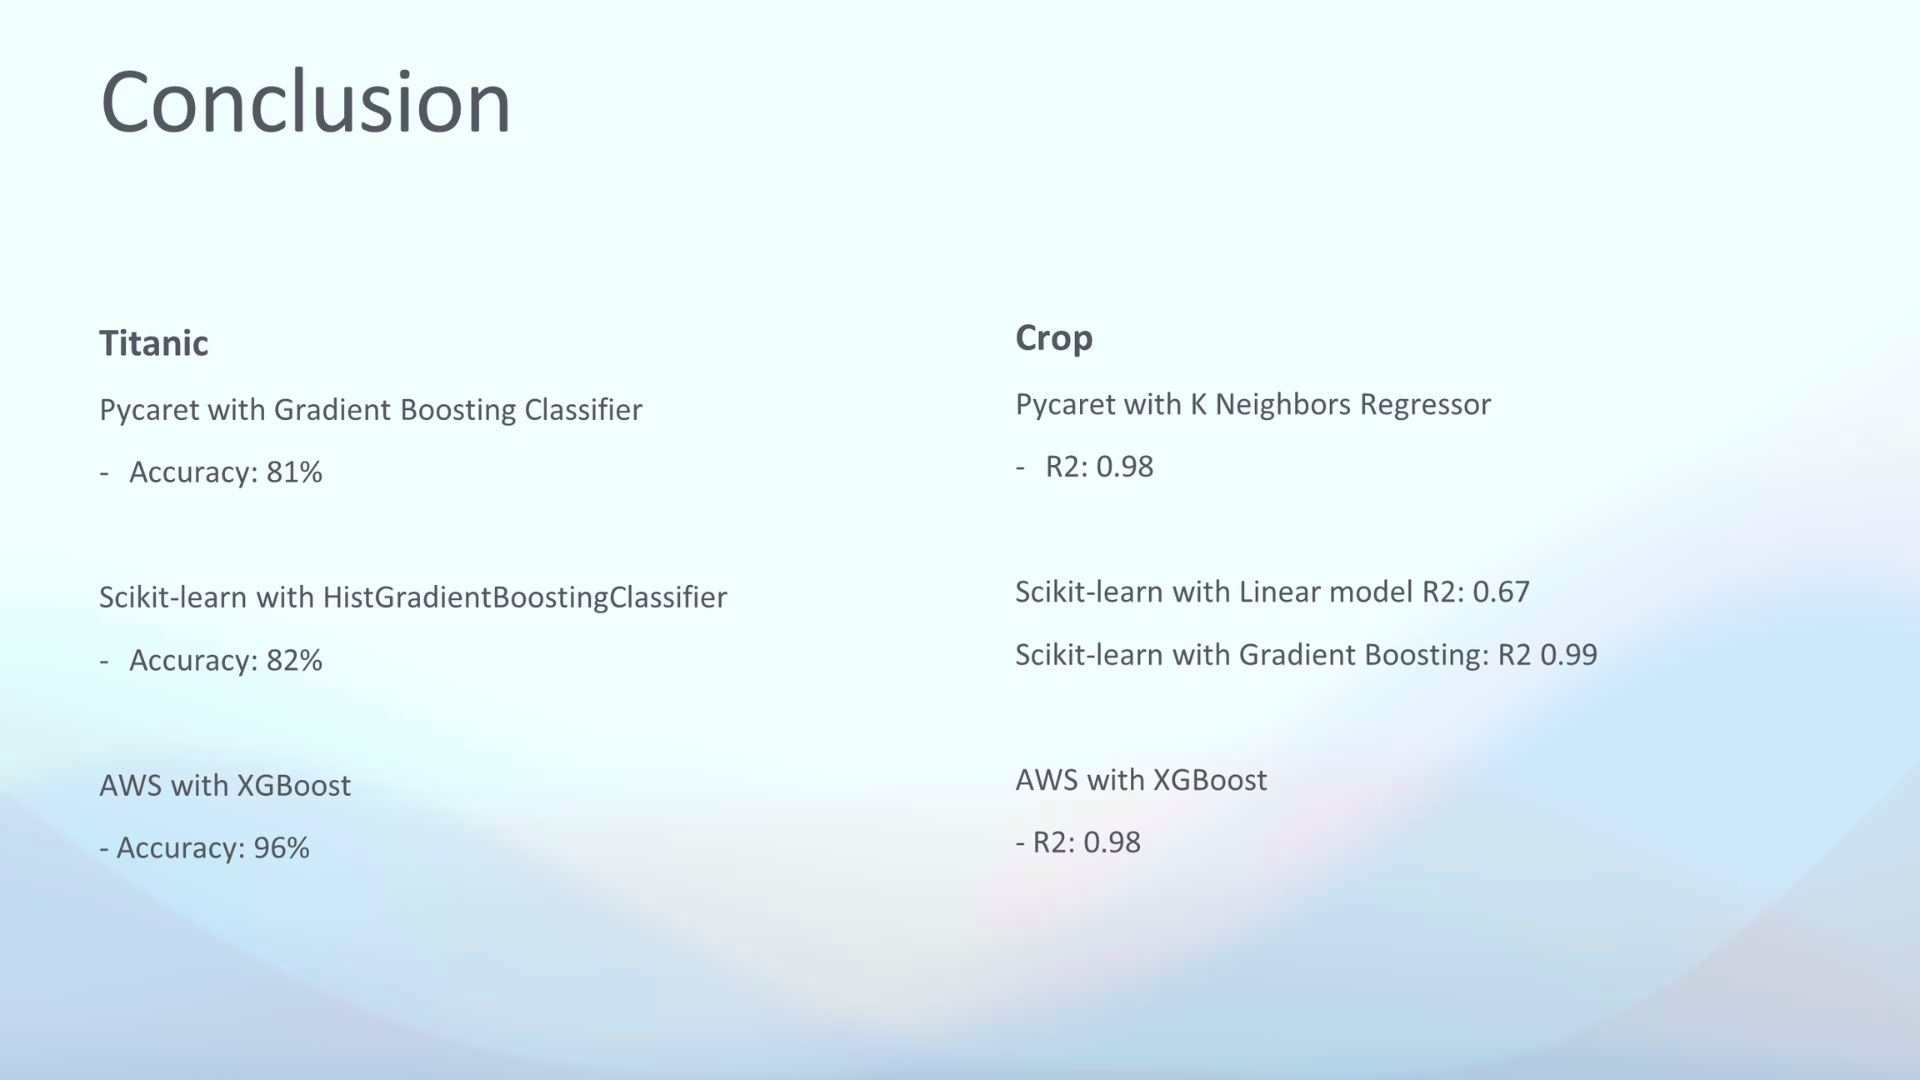 Conclusion
Titanic
Pycaret with Gradient Boosting Classifier
- Accuracy: 81%
Scikit-learn with HistGradientBoostingClassifier
- Accuracy: 82%
AWS with XGBoost
- Accuracy: 96%
Crop
Pycaret with K Neighbors Regressor
- R2: 0.98
Scikit-learn with Linear model R2: 0.67
Scikit-learn with Gradient Boosting: R2 0.99
AWS with XGBoost
- R2: 0.98